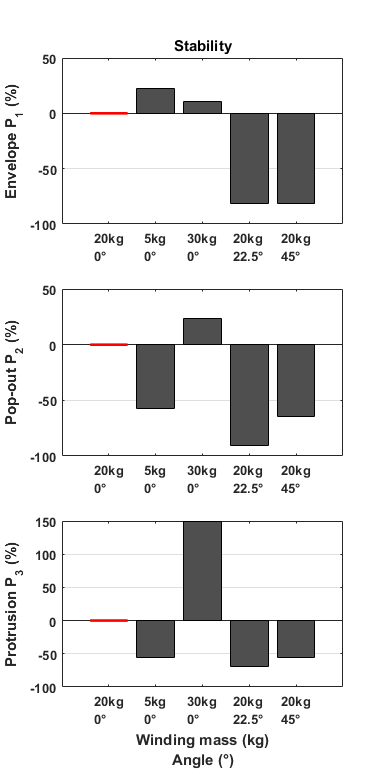 Stability
Envelope P1 (%)
50
0
-50
-100
20kg 5kg 30kg 20kg 20kg
0° 0° 0° 22.5° 45°
Pop-out P2 (%)
50
0
-50
-100
20kg 5kg 30kg 20kg 20kg
0° 0° 0° 22.5° 45°
Protrusion P3 (%)
150
100
50
0
-50
-100
20kg 5kg 30kg 20kg 20kg
0° 0° 0° 22.5° 45°
Winding mass (kg)
Angle (°)